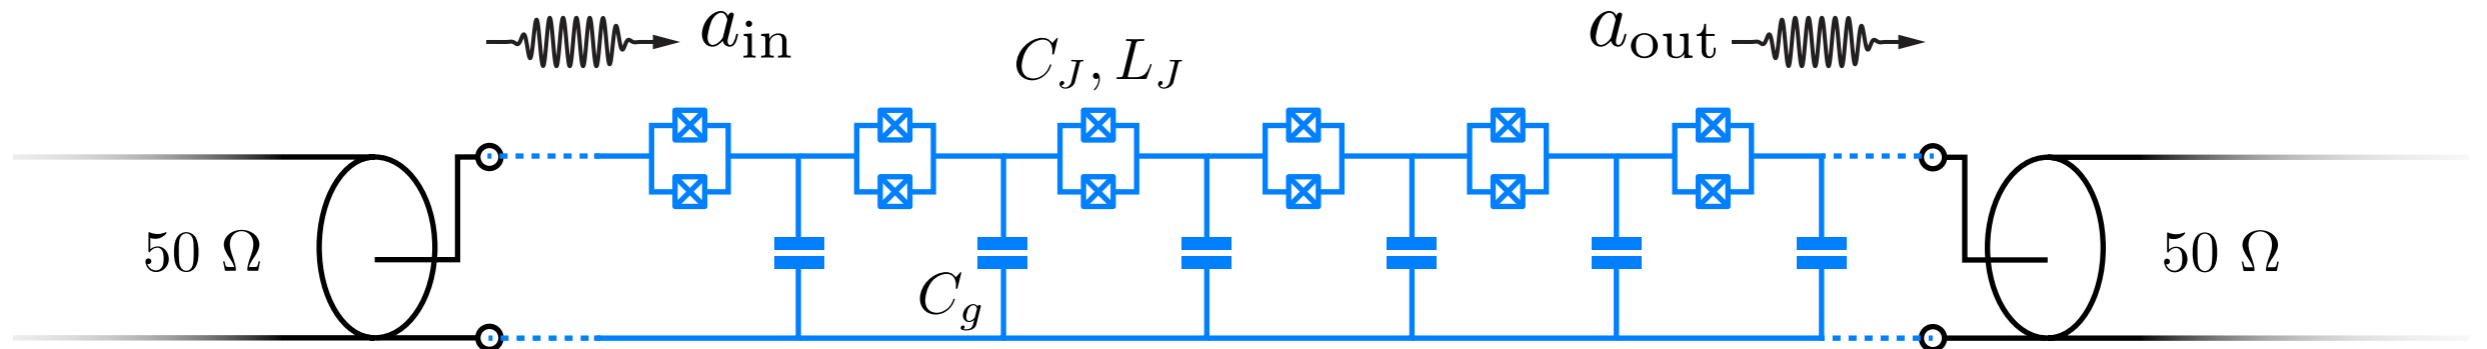 a_in
C_J, L_J
a_out
50 Ω
C_g
50 Ω